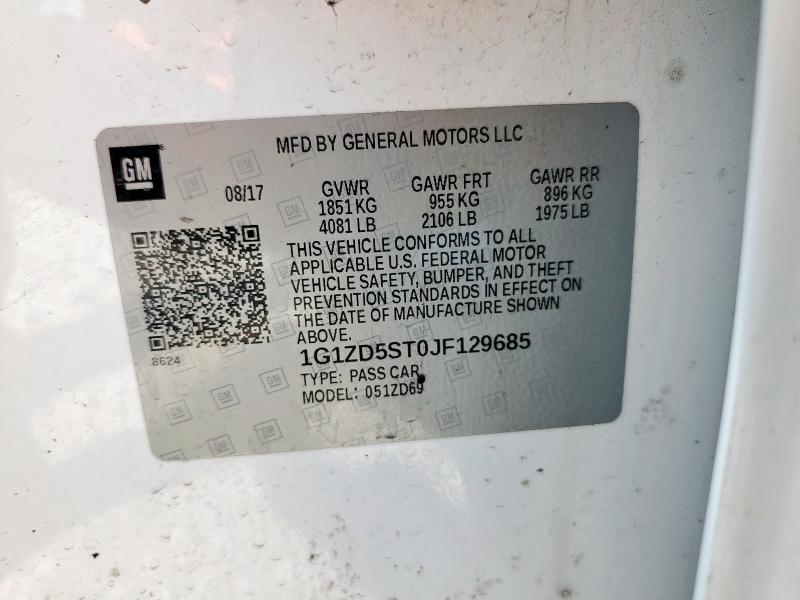 MFD BY GENERAL MOTORS LLC
GM
08/17
GVWR
1851 KG
4081 LB
GAWR FRT
955 KG
2106 LB
GAWR RR
896 KG
1975 LB
THIS VEHICLE CONFORMS TO ALL
APPLICABLE U.S. FEDERAL MOTOR
VEHICLE SAFETY, BUMPER, AND THEFT
PREVENTION STANDARDS IN EFFECT ON
THE DATE OF MANUFACTURE SHOWN
ABOVE.
8624
1G1ZD5ST0JF129685
TYPE: PASS CAR
MODEL: 051ZD69